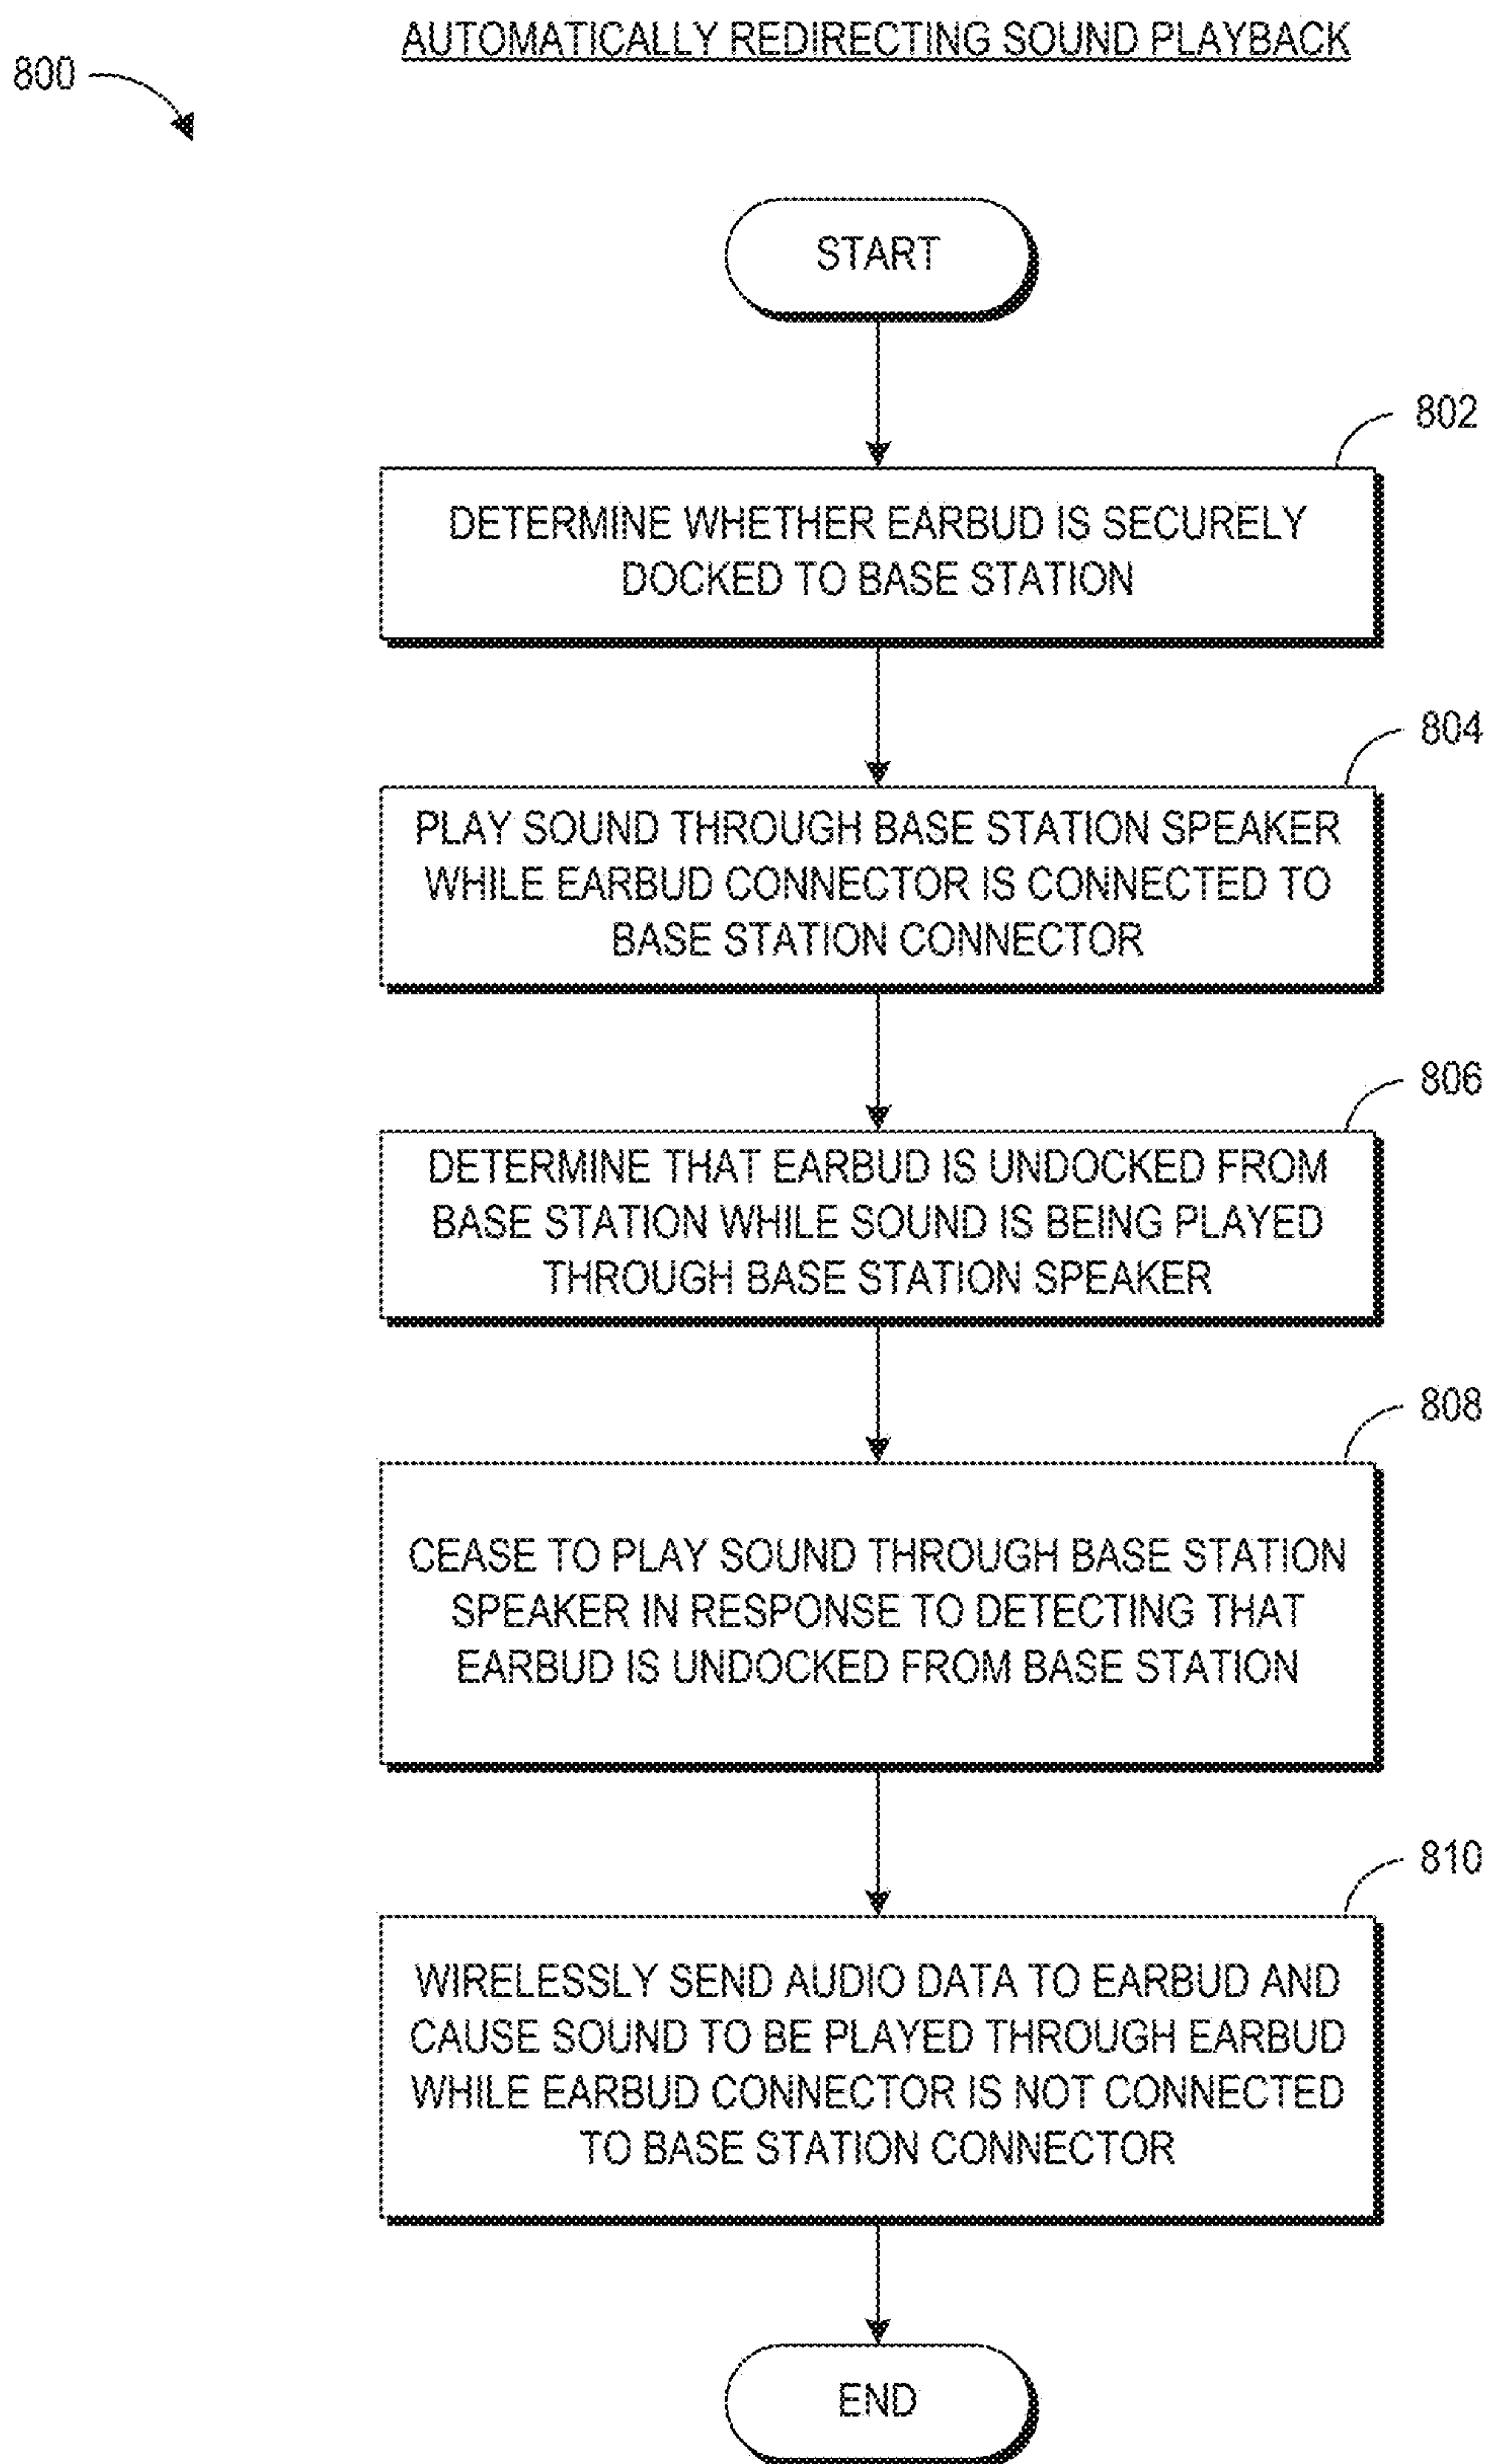 AUTOMATICALLY REDIRECTING SOUND PLAYBACK
800
START
802
DETERMINE WHETHER EARBUD IS SECURELY
DOCKED TO BASE STATION
804
PLAY SOUND THROUGH BASE STATION SPEAKER
WHILE EARBUD CONNECTOR IS CONNECTED TO
BASE STATION CONNECTOR
806
DETERMINE THAT EARBUD IS UNDOCKED FROM
BASE STATION WHILE SOUND IS BEING PLAYED
THROUGH BASE STATION SPEAKER
808
CEASE TO PLAY SOUND THROUGH BASE STATION
SPEAKER IN RESPONSE TO DETECTING THAT
EARBUD IS UNDOCKED FROM BASE STATION
810
WIRELESSLY SEND AUDIO DATA TO EARBUD AND
CAUSE SOUND TO BE PLAYED THROUGH EARBUD
WHILE EARBUD CONNECTOR IS NOT CONNECTED
TO BASE STATION CONNECTOR
END